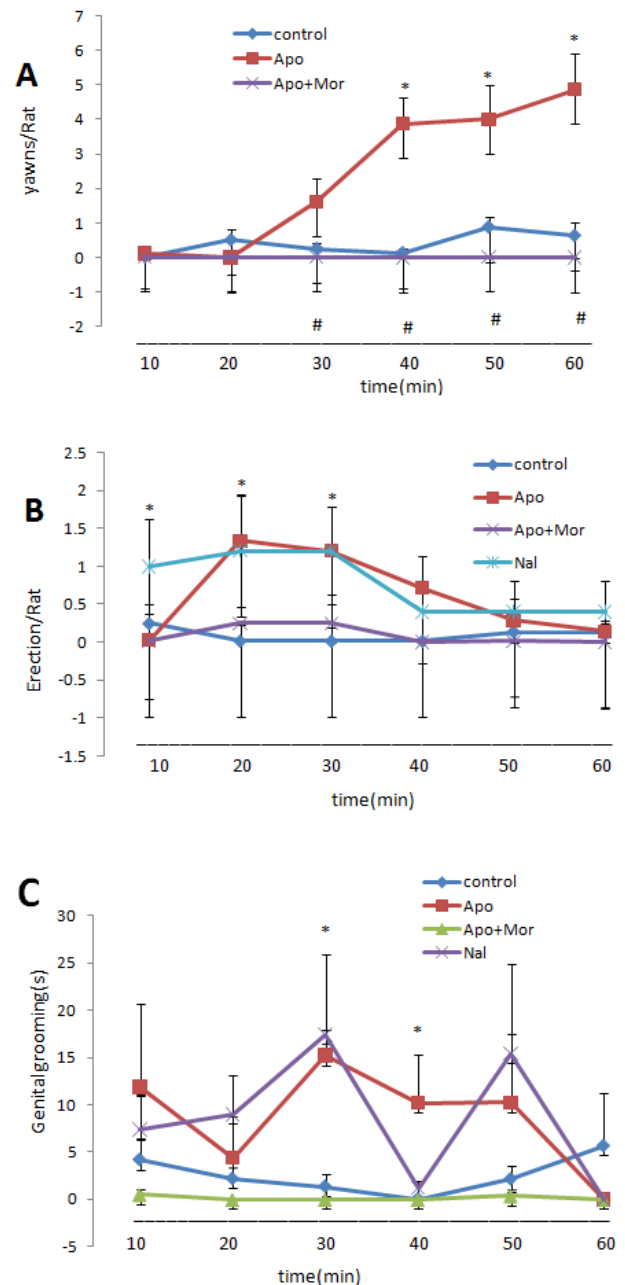 A
control
Apo
Apo+Mor
yawns/Rat
7
6
5
4
3
2
1
0
-1
-2
* * *
# # # #
10 20 30 40 50 60
time(min)
B
control
Apo
Apo+Mor
Nal
Erection/Rat
2.5
2
1.5
1
0.5
0
-0.5
-1
-1.5
* * *
10 20 30 40 50 60
time(min)
C
control
Apo
Apo+Mor
Nal
Genital grooming(s)
30
25
20
15
10
5
0
-5
* *
10 20 30 40 50 60
time(min)